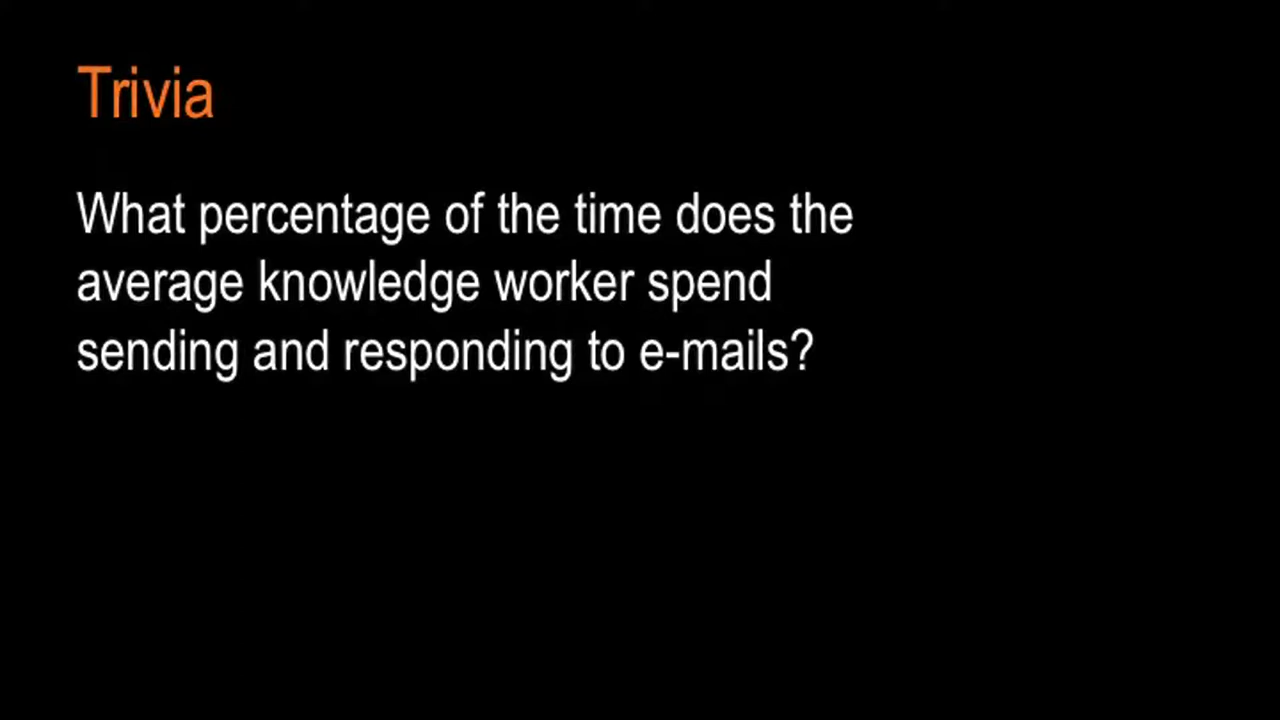 Trivia
What percentage of the time does the
average knowledge worker spend
sending and responding to e-mails?